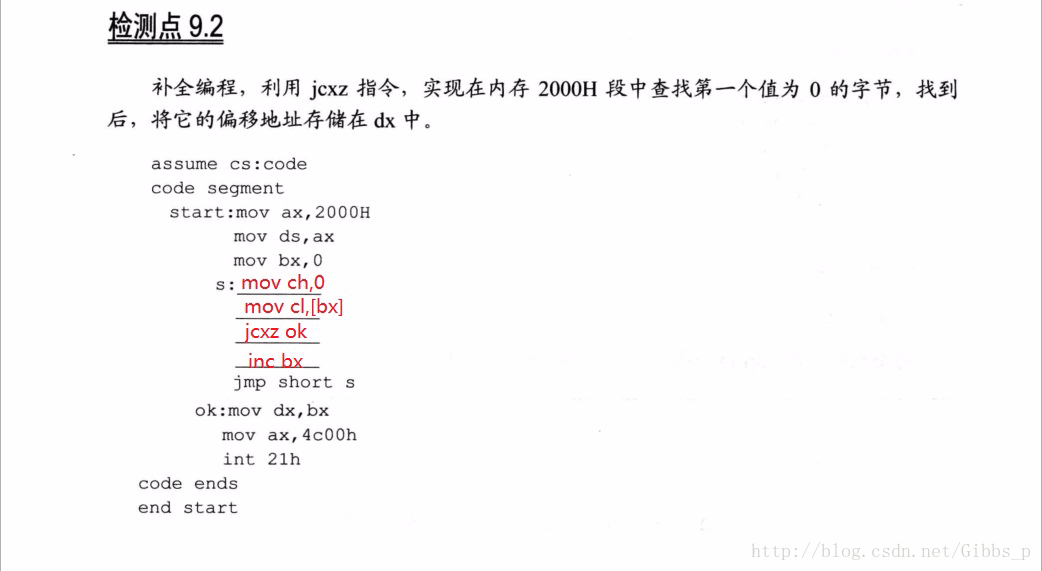 检测点 9.2
补全编程，利用 jcxz 指令，实现在内存 2000H 段中查找第一个值为 0 的字节，找到
后，将它的偏移地址存储在 dx 中。
assume cs:code
code segment
start:mov ax,2000H
mov ds,ax
mov bx,0
s:mov ch,0
mov cl,[bx]
jcxz ok
inc bx
jmp short s
ok:mov dx,bx
mov ax,4c00h
int 21h
code ends
end start
http://blog.csdn.net/Gibbs_p